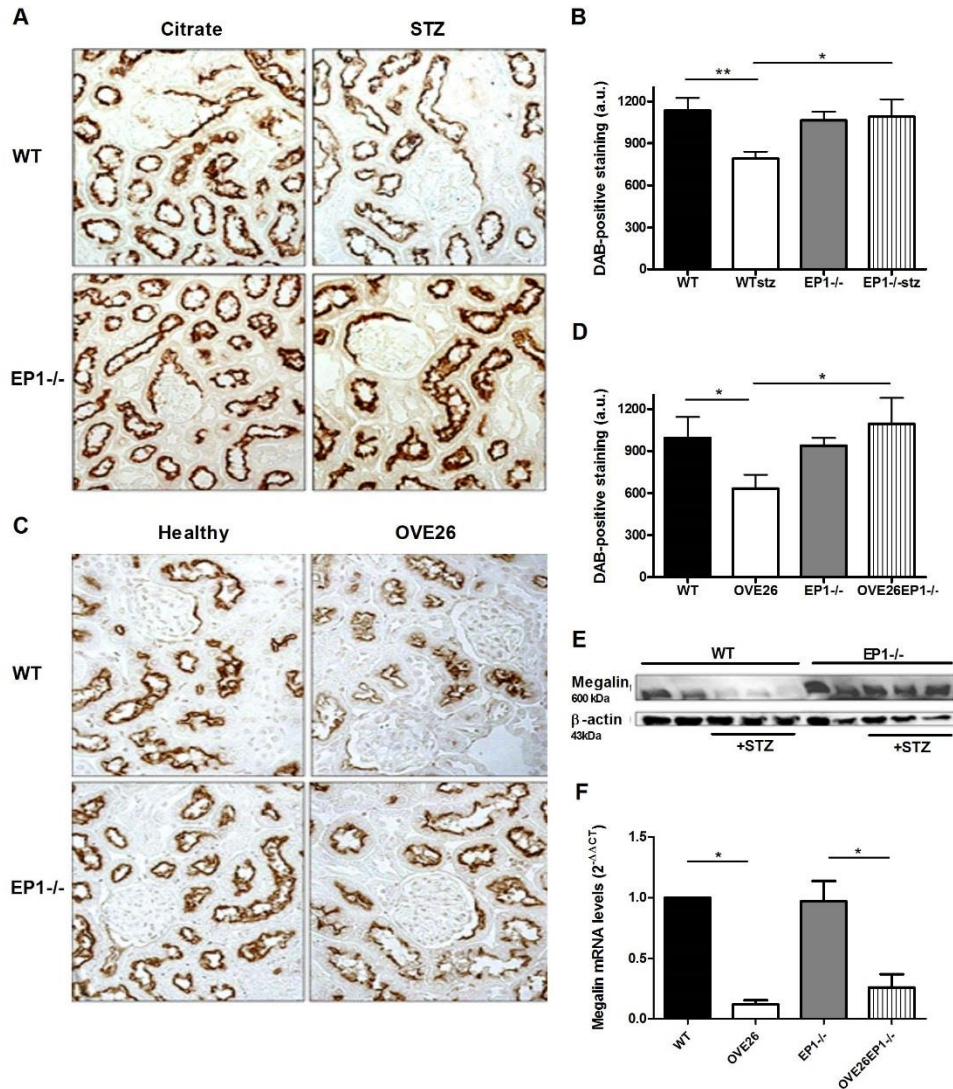 A
Citrate
STZ
WT
EP1-/-
B
DAB-positive staining (a.u.)
1200
900
600
300
0
**
*
WT
WTstz
EP1-/-
EP1-/-stz
C
Healthy
OVE26
WT
EP1-/-
D
DAB-positive staining (a.u.)
1200
900
600
300
0
*
*
WT
OVE26
EP1-/-
OVE26EP1-/-
E
WT
EP1-/-
Megalin
600 kDa
β-actin
43kDa
+STZ
+STZ
F
Megalin mRNA levels (2-ΛΛCT)
1.5
1.0
0.5
0.0
*
*
WT
OVE26
EP1-/-
OVE26EP1-/-